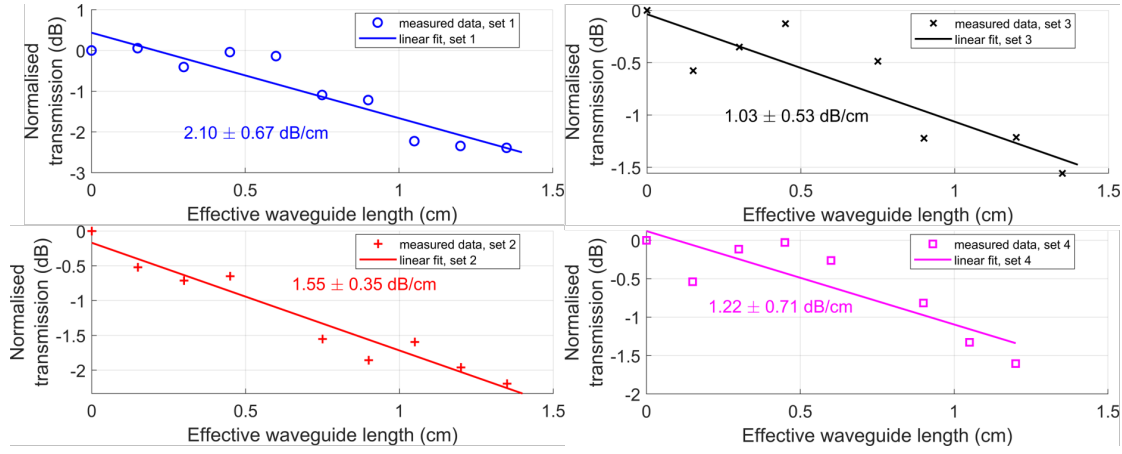 Normalised
transmission (dB)
1
0
-1
-2
-3
0
0.5
1
1.5
Effective waveguide length (cm)
measured data, set 1
linear fit, set 1
2.10 ± 0.67 dB/cm
Normalised
transmission (dB)
0
-0.5
-1
-1.5
0
0.5
1
1.5
Effective waveguide length (cm)
measured data, set 3
linear fit, set 3
1.03 ± 0.53 dB/cm
Normalised
transmission (dB)
0
-0.5
-1
-1.5
-2
0
0.5
1
1.5
Effective waveguide length (cm)
measured data, set 2
linear fit, set 2
1.55 ± 0.35 dB/cm
Normalised
transmission (dB)
0
-0.5
-1
-1.5
-2
0
0.5
1
1.5
Effective waveguide length (cm)
measured data, set 4
linear fit, set 4
1.22 ± 0.71 dB/cm